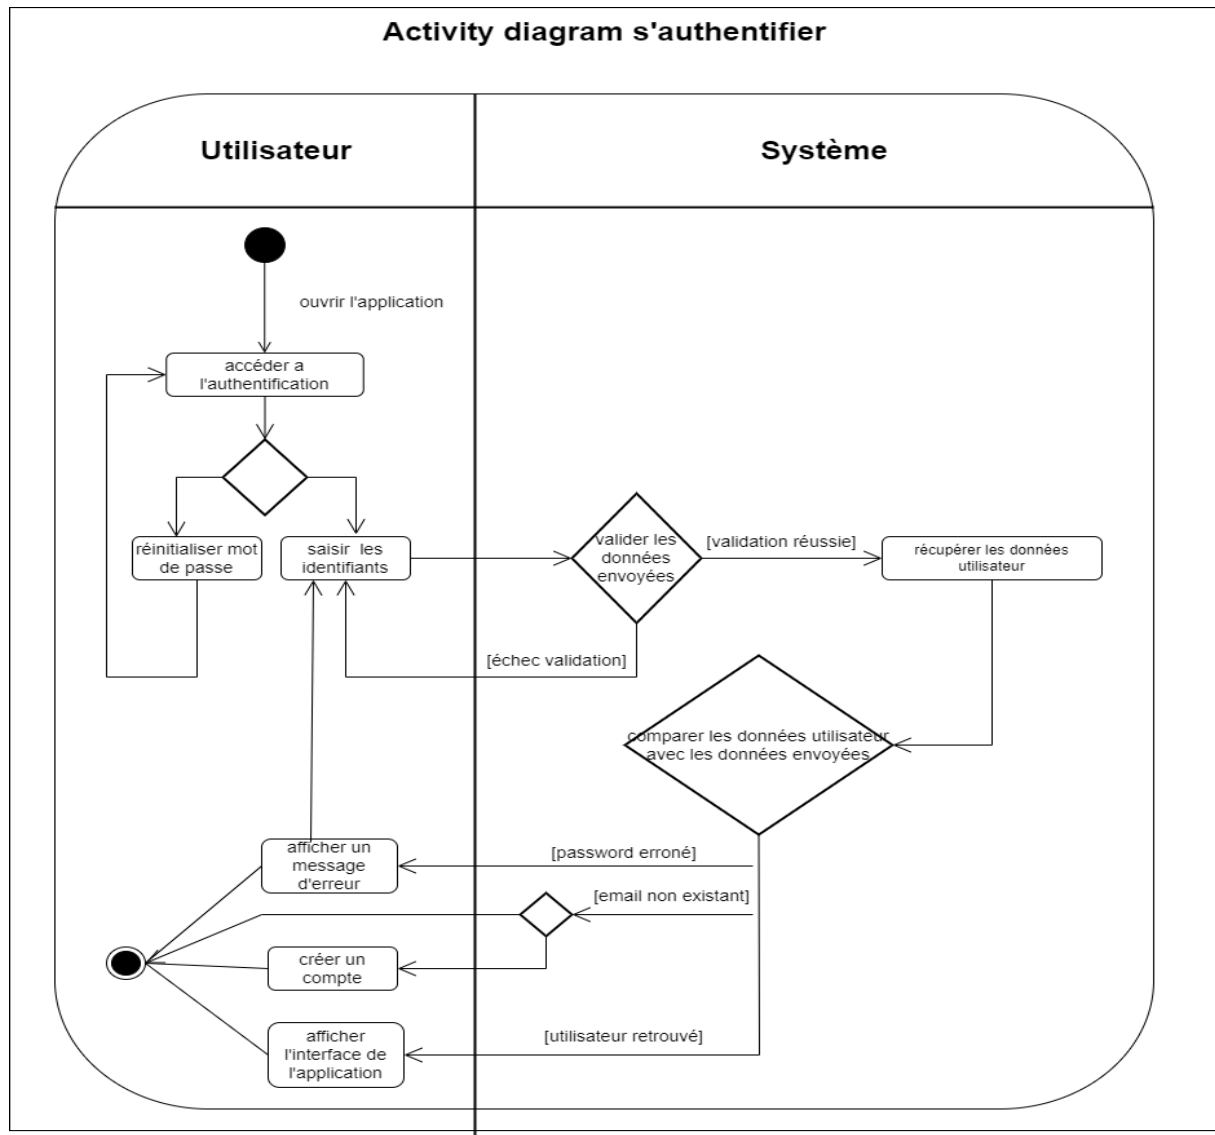 Activity diagram s'authentifier
Utilisateur
Système
ouvrir l'application
accéder a
l'authentification
réinitialiser mot
de passe
saisir les
identifiants
valider les
données
envoyées
[validation réussie]
récupérer les données
utilisateur
[échec validation]
comparer les données utilisateur
avec les données envoyées
afficher un
message
d'erreur
[password erroné]
[email non existant]
créer un
compte
afficher
l'interface de
l'application
[utilisateur retrouvé]